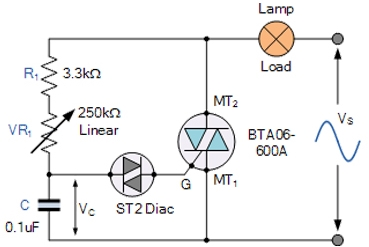 Lamp
Load
R1
3.3kΩ
VR1
250kΩ
Linear
MT2
BTA06-
600A
VS
MT1
G
C
0.1uF
VC
ST2 Diac